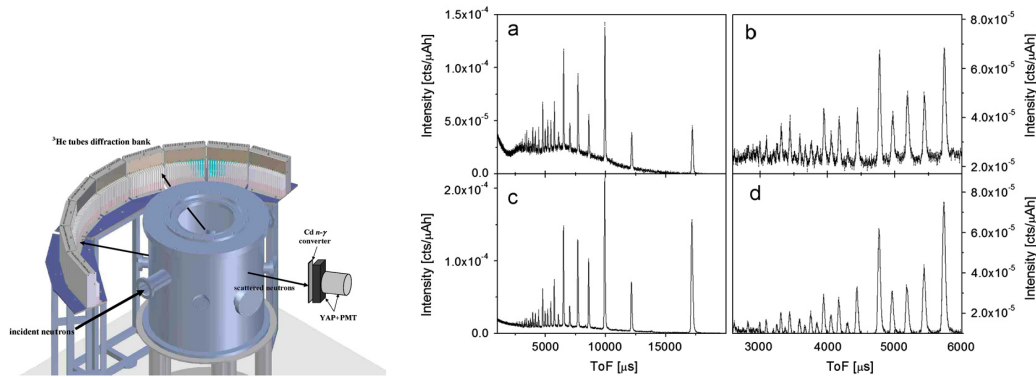 ³He tubes diffraction bank
Cd n-γ
converter
scattered neutrons
YAP+PMT
incident neutrons
a
Intensity [cts/μAh]
1.5x10⁻⁴
1.0x10⁻⁴
5.0x10⁻⁵
0.0
b
8.0x10⁻⁵
6.0x10⁻⁵
4.0x10⁻⁵
2.0x10⁻⁵
Intensity [cts/μAh]
c
Intensity [cts/μAh]
2.0x10⁻⁴
1.0x10⁻⁴
0.0
5000 10000 15000
ToF [μs]
d
8.0x10⁻⁵
6.0x10⁻⁵
4.0x10⁻⁵
2.0x10⁻⁵
Intensity [cts/μAh]
3000 4000 5000 6000
ToF [μs]